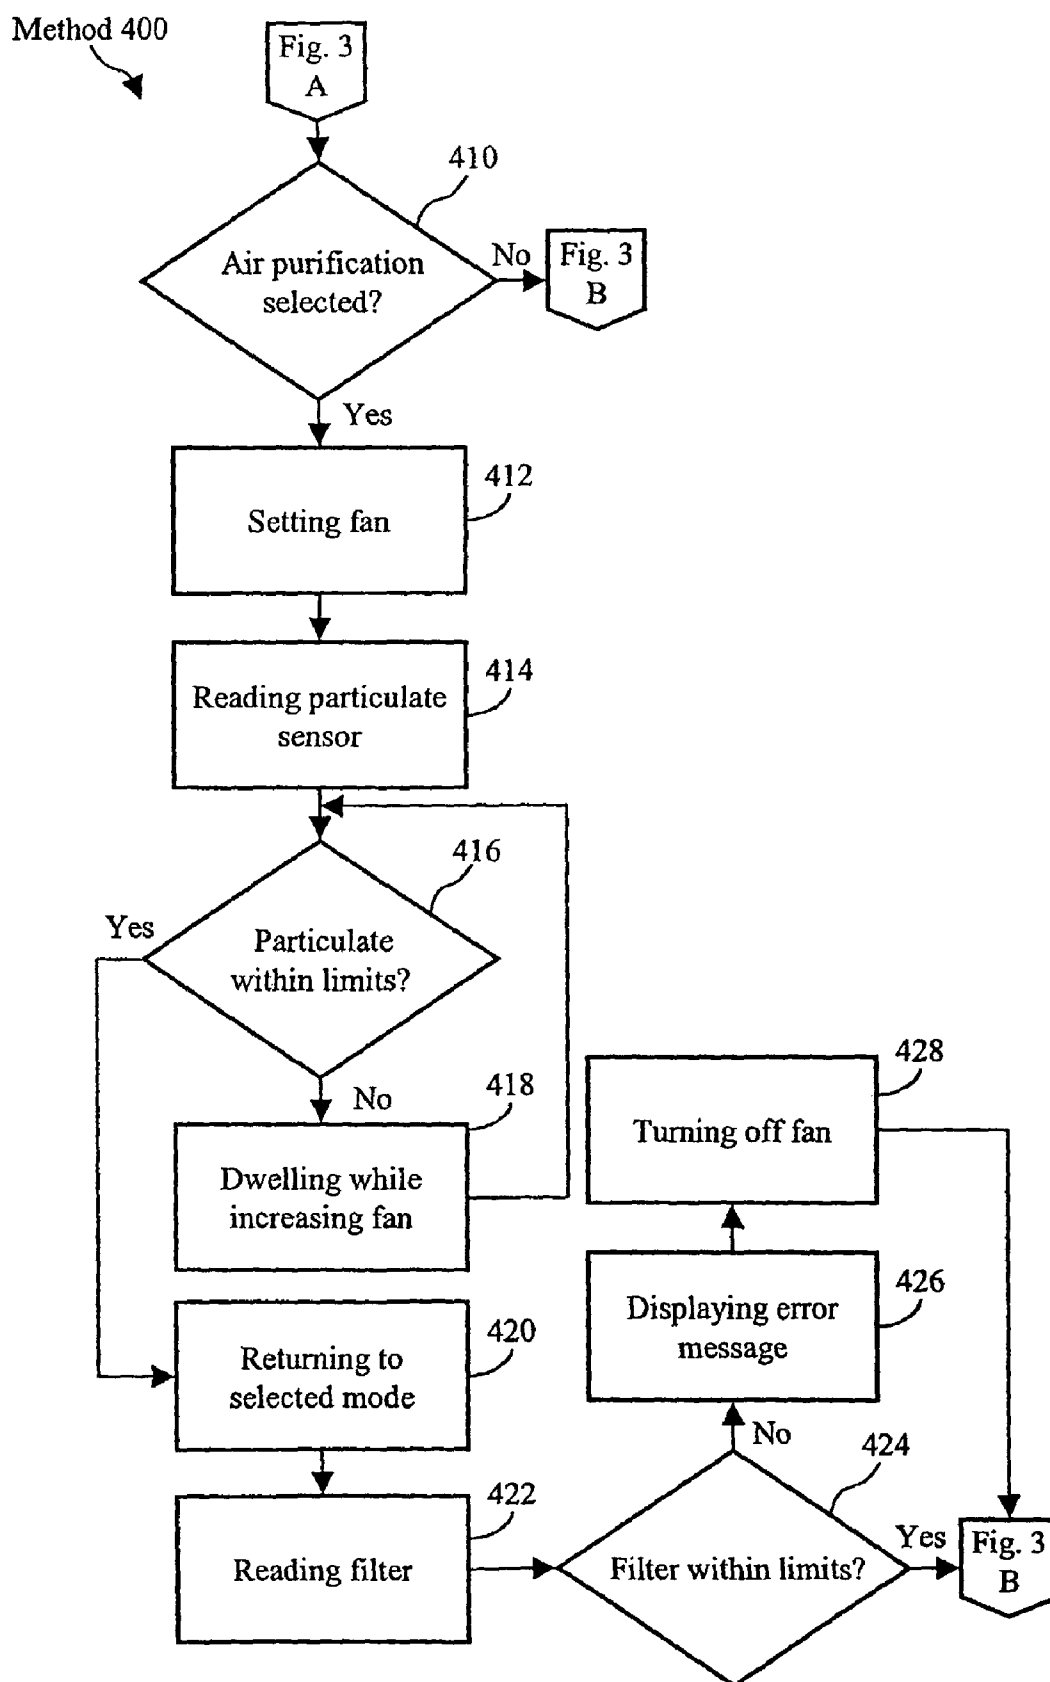 Method 400
Fig. 3
A
410
Air purification
selected?
No
Fig. 3
B
Yes
412
Setting fan
414
Reading particulate
sensor
416
Yes
Particulate
within limits?
No
418
Dwelling while
increasing fan
428
Turning off fan
426
Displaying error
message
420
Returning to
selected mode
No
424
422
Reading filter
Filter within limits?
Yes
Fig. 3
B